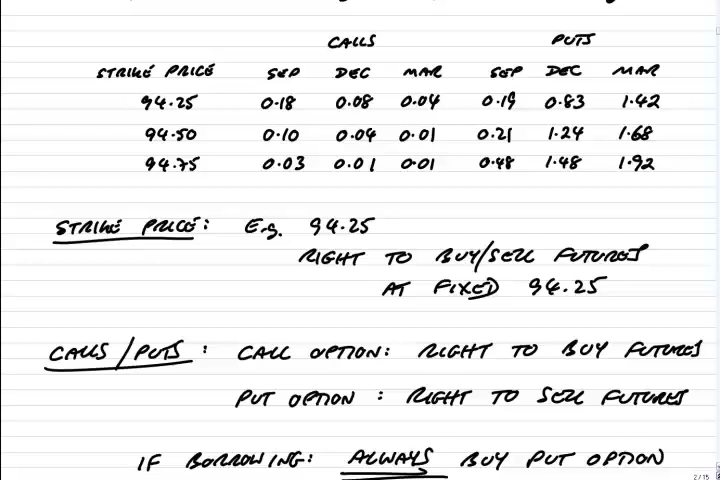 CALLS PUTS
STRIKE PRICE SEP DEC MAR SEP DEC MAR
94.25 0.18 0.08 0.04 0.19 0.83 1.42
94.50 0.10 0.04 0.01 0.21 1.24 1.68
94.75 0.03 0.01 0.01 0.48 1.48 1.92
STRIKE PRICE: E.g. 94.25
RIGHT TO BUY/SELL FUTURES
AT FIXED 94.25
CALLS/PUTS: CALL OPTION: RIGHT TO BUY FUTURES
PUT OPTION: RIGHT TO SELL FUTURES
IF BORROWING: ALWAYS BUY PUT OPTION
2/15